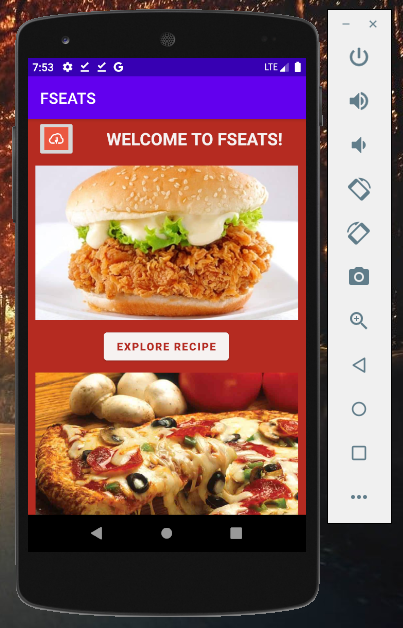 7:53 G LTE
FSEATS
WELCOME TO FSEATS!
EXPLORE RECIPE